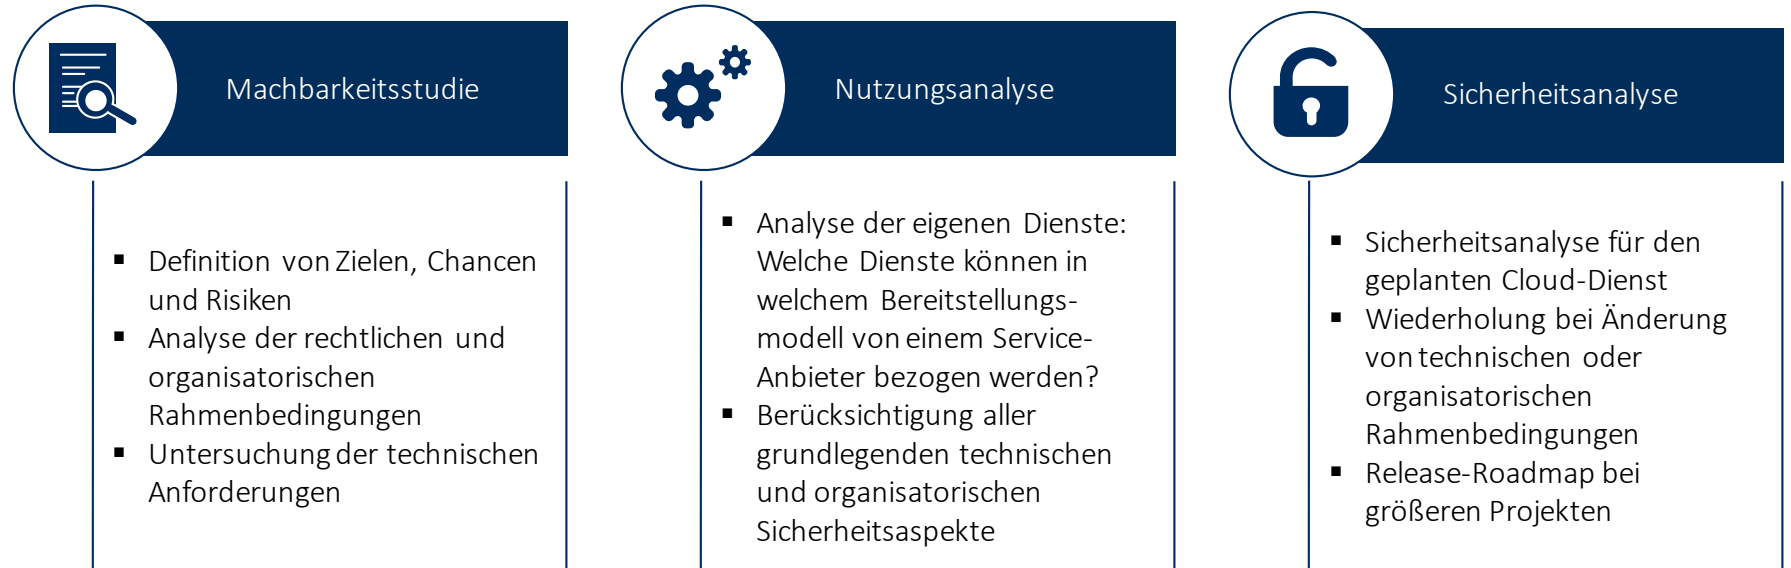 Machbarkeitsstudie
▪ Definition von Zielen, Chancen
und Risiken
▪ Analyse der rechtlichen und
organisatorischen
Rahmenbedingungen
▪ Untersuchung der technischen
Anforderungen
Nutzungsanalyse
▪ Analyse der eigenen Dienste:
Welche Dienste können in
welchem Bereitstellungs-
modell von einem Service-
Anbieter bezogen werden?
▪ Berücksichtigung aller
grundlegenden technischen
und organisatorischen
Sicherheitsaspekte
Sicherheitsanalyse
▪ Sicherheitsanalyse für den
geplanten Cloud-Dienst
▪ Wiederholung bei Änderung
von technischen oder
organisatorischen
Rahmenbedingungen
▪ Release-Roadmap bei
größeren Projekten